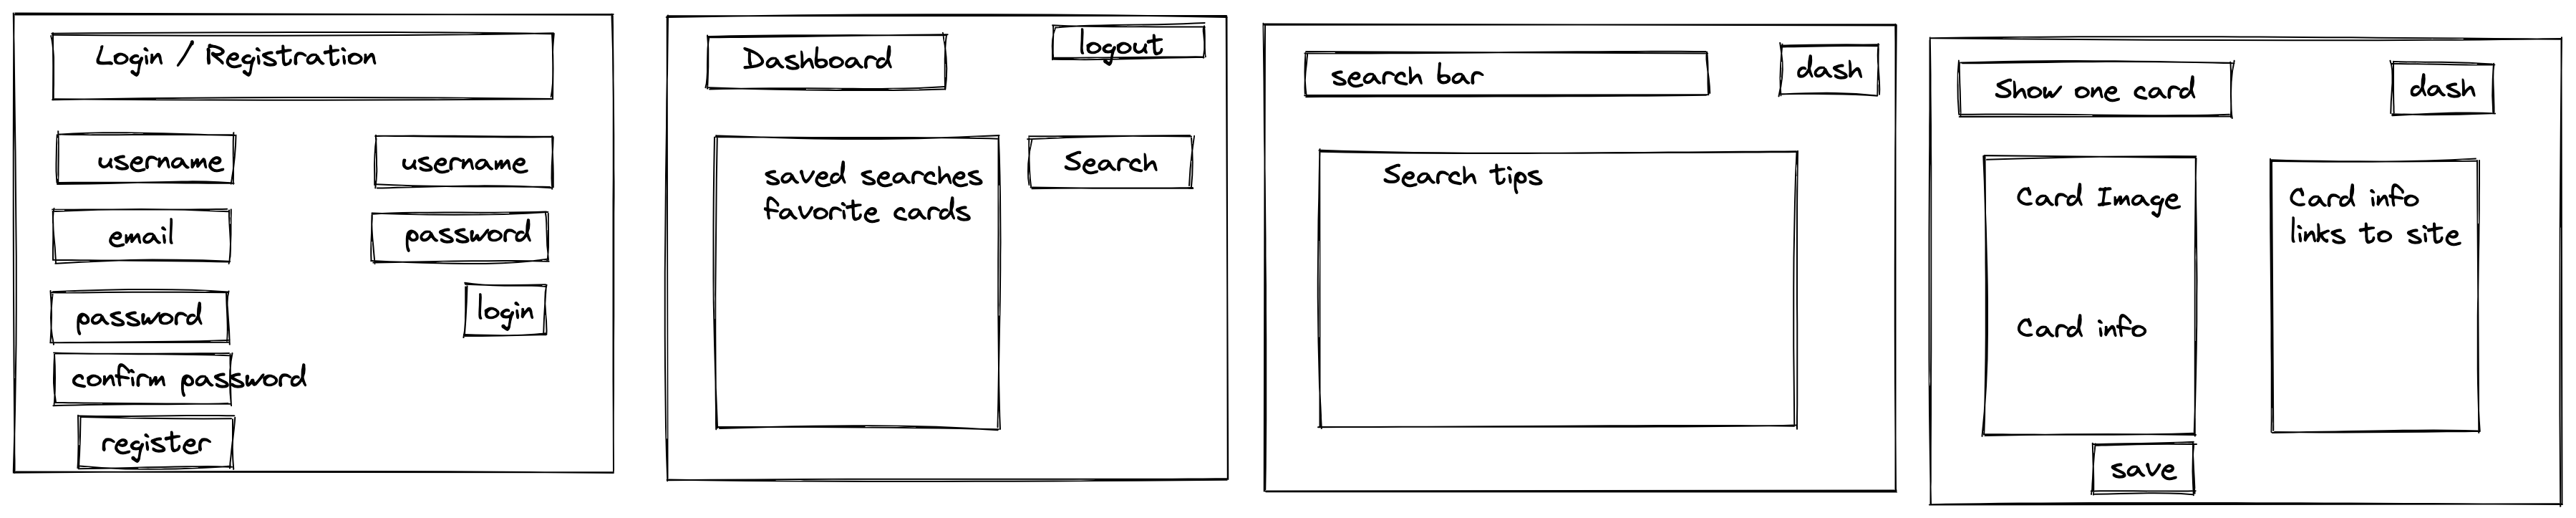 Login / Registration
username
email
password
confirm password
register
username
password
login
Dashboard
logout
saved searches
favorite cards
Search
search bar
dash
Search tips
Show one card
dash
Card Image
Card info
save
Card info
links to site